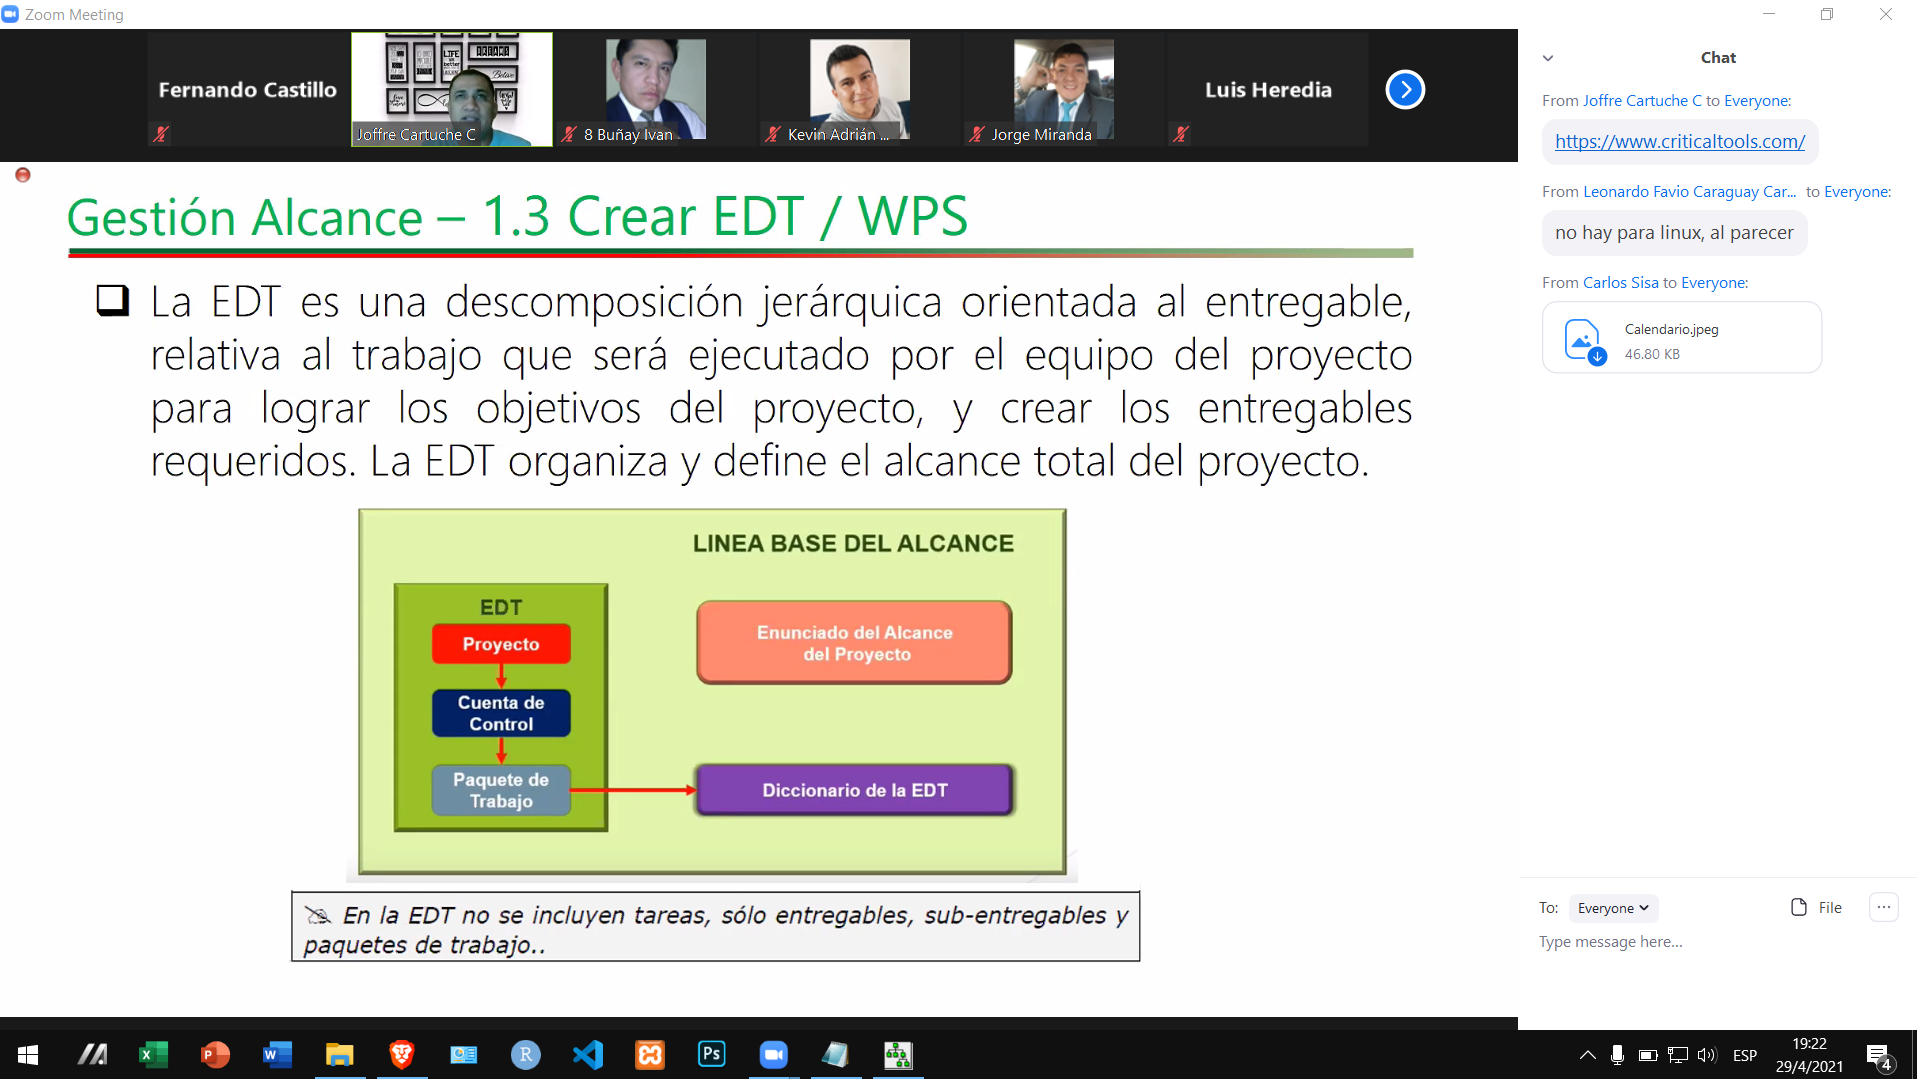 Zoom Meeting
Fernando Castillo
Joffre Cartuche C
8 Buñay Ivan
Kevin Adrián ...
Jorge Miranda
Luis Heredia
Gestión Alcance – 1.3 Crear EDT / WPS
La EDT es una descomposición jerárquica orientada al entregable,
relativa al trabajo que será ejecutado por el equipo del proyecto
para lograr los objetivos del proyecto, y crear los entregables
requeridos. La EDT organiza y define el alcance total del proyecto.
LINEA BASE DEL ALCANCE
EDT
Proyecto
Cuenta de
Control
Paquete de
Trabajo
Enunciado del Alcance
del Proyecto
Diccionario de la EDT
En la EDT no se incluyen tareas, sólo entregables, sub-entregables y
paquetes de trabajo..
Chat
From Joffre Cartuche C to Everyone:
https://www.criticaltools.com/
From Leonardo Favio Caraguay Car... to Everyone:
no hay para linux, al parecer
From Carlos Sisa to Everyone:
Calendario.jpeg
46.80 KB
To: Everyone File
Type message here...
ESP
19:22
29/4/2021
4